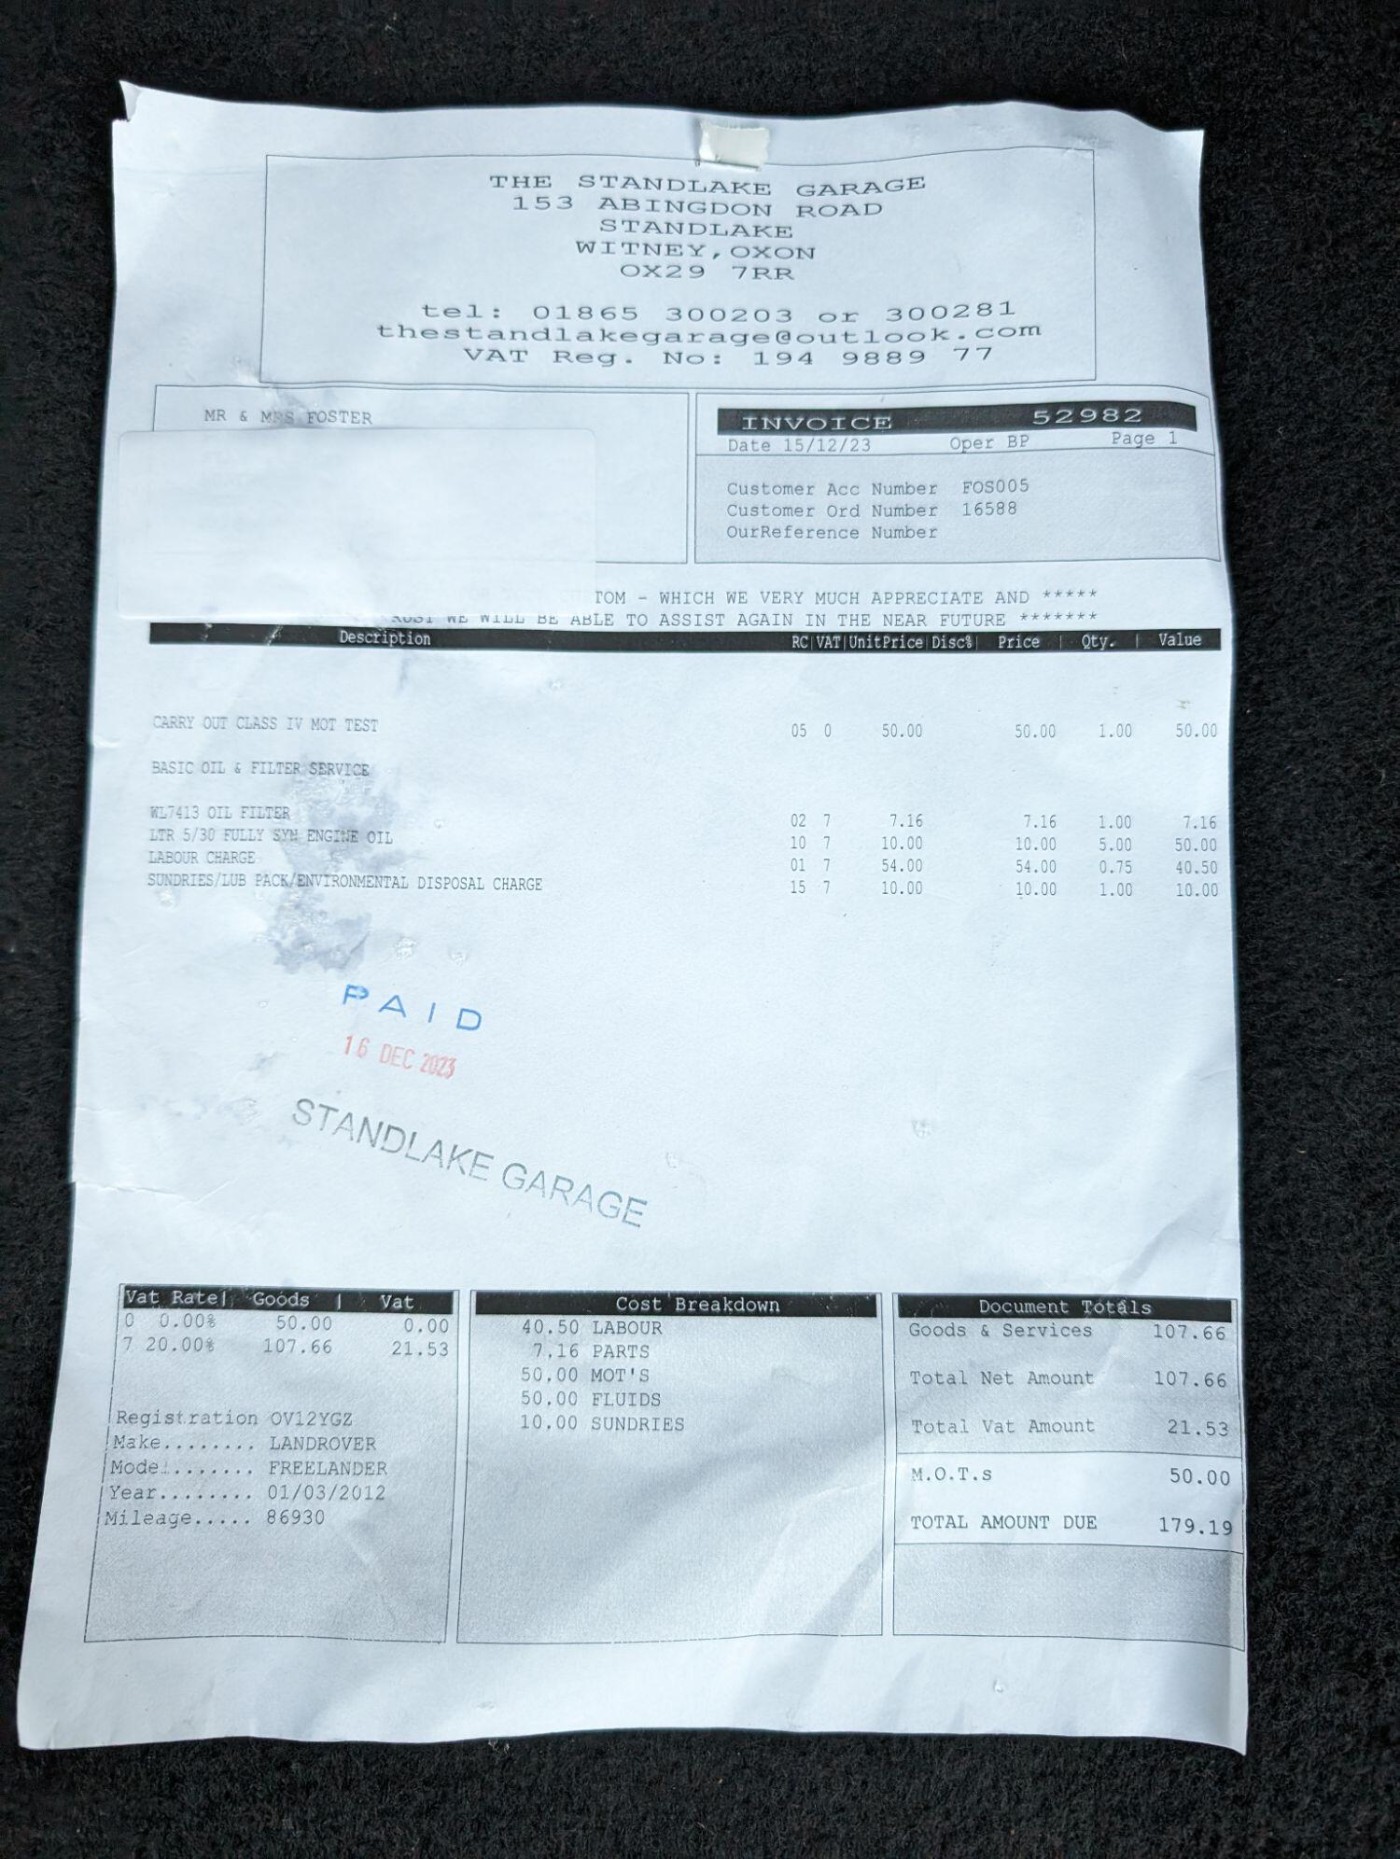 THE STANDLAKE GARAGE
153 ABINGDON ROAD
STANDLAKE
WITNEY, OXON
OX29 7RR
tel: 01865 300203 or 300281
thestandlakegarage@outlook.com
VAT Reg. No: 194 9889 77
MR & MRS FOSTER
INVOICE 52982
Date 15/12/23 Oper BP Page 1
Customer Acc Number FOS005
Customer Ord Number 16588
OurReference Number
TOM - WHICH WE VERY MUCH APPRECIATE AND *****
WE WILL BE ABLE TO ASSIST AGAIN IN THE NEAR FUTURE *******
Description RC|VAT|UnitPrice|Disc%| Price | Qty. | Value
CARRY OUT CLASS IV MOT TEST 05 0 50.00 50.00 1.00 50.00
BASIC OIL & FILTER SERVICE
WL7413 OIL FILTER 02 7 7.16 7.16 1.00 7.16
LTR 5/30 FULLY SYN ENGINE OIL 10 7 10.00 10.00 5.00 50.00
LABOUR CHARGE 01 7 54.00 54.00 0.75 40.50
SUNDRIES/LUB PACK/ENVIRONMENTAL DISPOSAL CHARGE 15 7 10.00 10.00 1.00 10.00
PAID
16 DEC 2023
STANDLAKE GARAGE
Vat Rate| Goods | Vat
0 0.00% 50.00 0.00
7 20.00% 107.66 21.53
Registration OV12YGZ
Make........ LANDROVER
Model....... FREELANDER
Year........ 01/03/2012
Mileage..... 86930
Cost Breakdown
40.50 LABOUR
7.16 PARTS
50.00 MOT'S
50.00 FLUIDS
10.00 SUNDRIES
Document Totals
Goods & Services 107.66
Total Net Amount 107.66
Total Vat Amount 21.53
M.O.T.s 50.00
TOTAL AMOUNT DUE 179.19